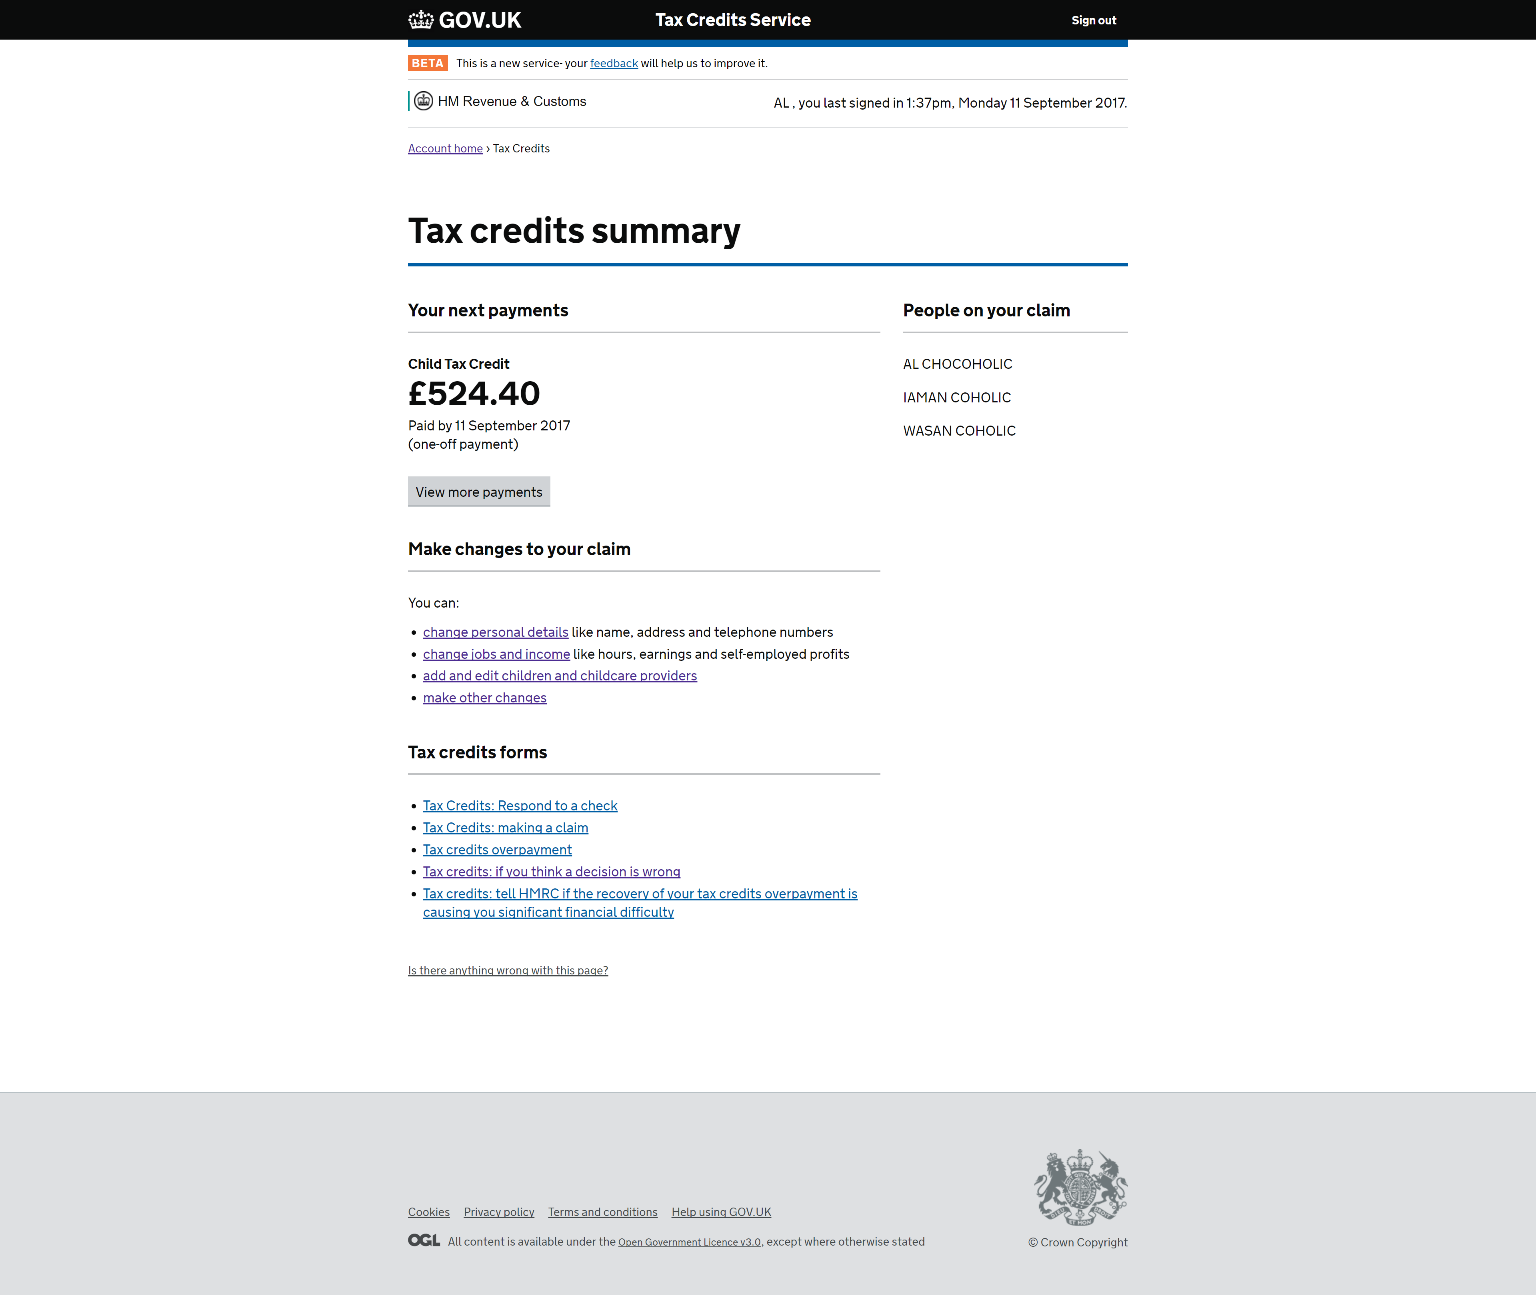 GOV.UK Tax Credits Service Sign out
BETA This is a new service- your feedback will help us to improve it.
HM Revenue & Customs AL , you last signed in 1:37pm, Monday 11 September 2017.
Account home › Tax Credits
Tax credits summary
Your next payments
Child Tax Credit
£524.40
Paid by 11 September 2017
(one-off payment)
View more payments
People on your claim
AL CHOCOHOLIC
IAMAN COHOLIC
WASAN COHOLIC
Make changes to your claim
You can:
• change personal details like name, address and telephone numbers
• change jobs and income like hours, earnings and self-employed profits
• add and edit children and childcare providers
• make other changes
Tax credits forms
• Tax Credits: Respond to a check
• Tax Credits: making a claim
• Tax credits overpayment
• Tax credits: if you think a decision is wrong
• Tax credits: tell HMRC if the recovery of your tax credits overpayment is
causing you significant financial difficulty
Is there anything wrong with this page?
Cookies Privacy policy Terms and conditions Help using GOV.UK
OGL All content is available under the Open Government Licence v3.0, except where otherwise stated
© Crown Copyright